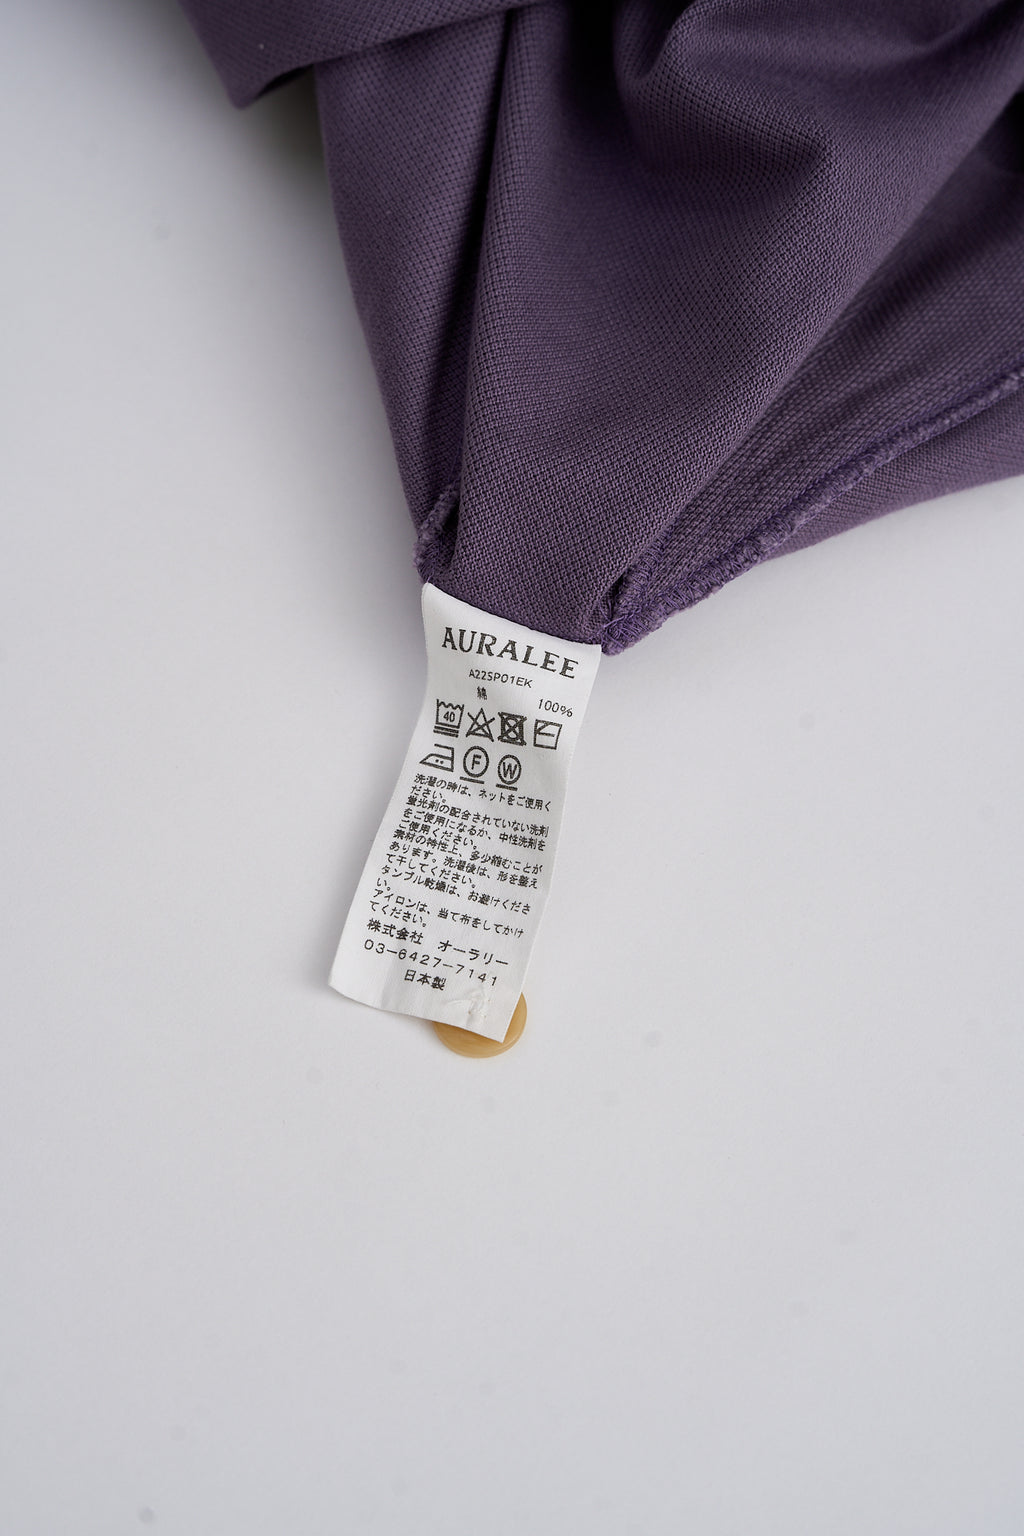 AURALEE
A22SP01EK
綿 100%
40
F W
洗濯の時は、ネットをご使用く
ださい。
蛍光剤の配合されていない洗剤
をご使用になるか、中性洗剤を
ご使用ください。
素材の特性上、多少縮むことが
あります。洗濯後は、形を整え
て干してください。
タンブル乾燥は、お避けくださ
い。
アイロンは、当て布をしてかけ
てください。
株式会社 オーラリー
03-6427-7141
日本製